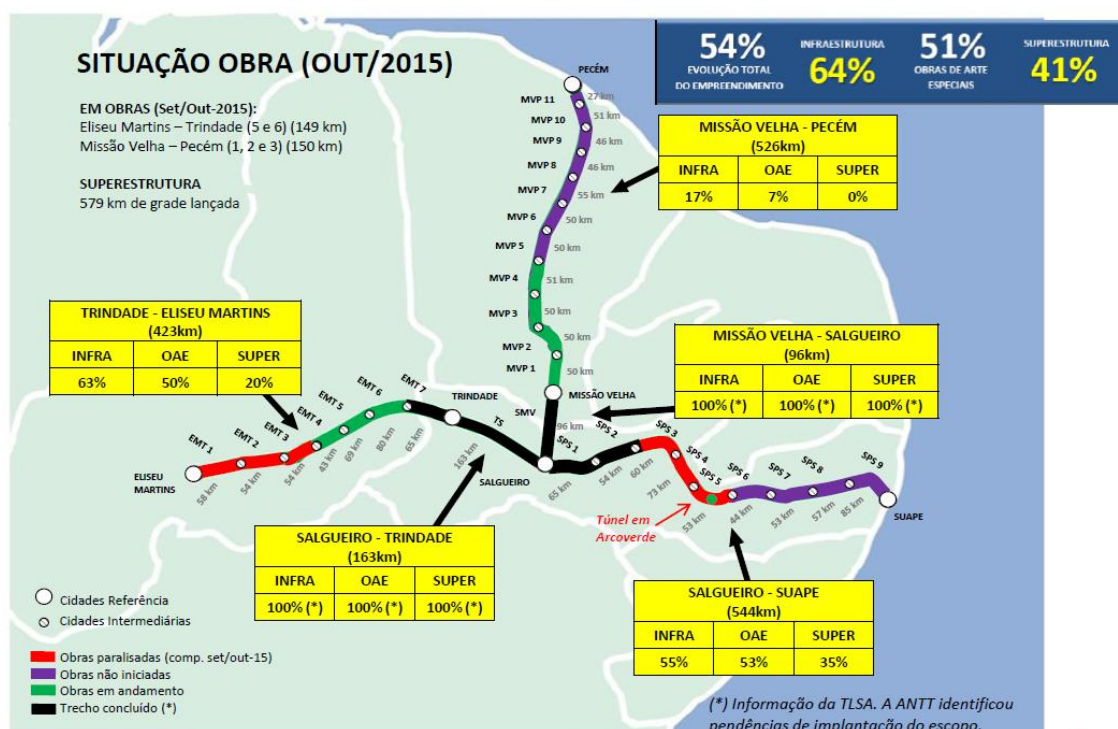 SITUAÇÃO OBRA (OUT/2015)
54%
EVOLUÇÃO TOTAL
DO EMPREENDIMENTO
INFRAESTRUTURA
64%
51%
OBRAS DE ARTE
ESPECIAIS
SUPERESTRUTURA
41%
EM OBRAS (Set/Out-2015):
Eliseu Martins – Trindade (5 e 6) (149 km)
Missão Velha – Pecém (1, 2 e 3) (150 km)
SUPERESTRUTURA
579 km de grade lançada
PECÉM
MVP 11
27 km
MVP 10
51 km
MVP 9
46 km
MVP 8
46 km
MVP 7
55 km
MVP 6
50 km
MVP 5
50 km
MVP 4
51 km
MVP 3
50 km
MVP 2
50 km
MVP 1
50 km
MISSÃO VELHA
SMV
96 km
MISSÃO VELHA - PECÉM
(526km)
INFRA OAE SUPER
17% 7% 0%
TRINDADE - ELISEU MARTINS
(423km)
INFRA OAE SUPER
63% 50% 20%
MISSÃO VELHA - SALGUEIRO
(96km)
INFRA OAE SUPER
100% (*) 100% (*) 100% (*)
ELISEU
MARTINS
EMT 1
EMT 2
EMT 3
EMT 4
EMT 5
EMT 6
EMT 7
58 km
54 km
54 km
43 km
69 km
80 km
65 km
TRINDADE
TS
163 km
SALGUEIRO
SPS 1
SPS 2
SPS 3
SPS 4
SPS 5
SPS 6
SPS 7
SPS 8
SPS 9
65 km
54 km
60 km
73 km
53 km
44 km
53 km
57 km
85 km
SUAPE
Túnel em
Arcoverde
SALGUEIRO - TRINDADE
(163km)
INFRA OAE SUPER
100% (*) 100% (*) 100% (*)
SALGUEIRO - SUAPE
(544km)
INFRA OAE SUPER
55% 53% 35%
Cidades Referência
Cidades Intermediárias
Obras paralisadas (comp. set/out-15)
Obras não iniciadas
Obras em andamento
Trecho concluído (*)
(*) Informação da TLSA. A ANTT identificou
pendências de implantação do escopo.